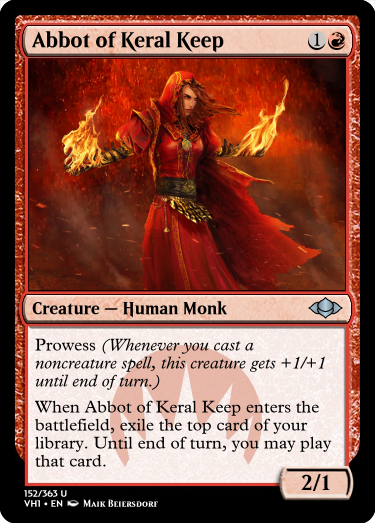 Abbot of Keral Keep 1
Creature — Human Monk
Prowess (Whenever you cast a
noncreature spell, this creature gets +1/+1
until end of turn.)
When Abbot of Keral Keep enters the
battlefield, exile the top card of your
library. Until end of turn, you may play
that card.
2/1
152/363 U
VH1 • EN Maik Beiersdorf